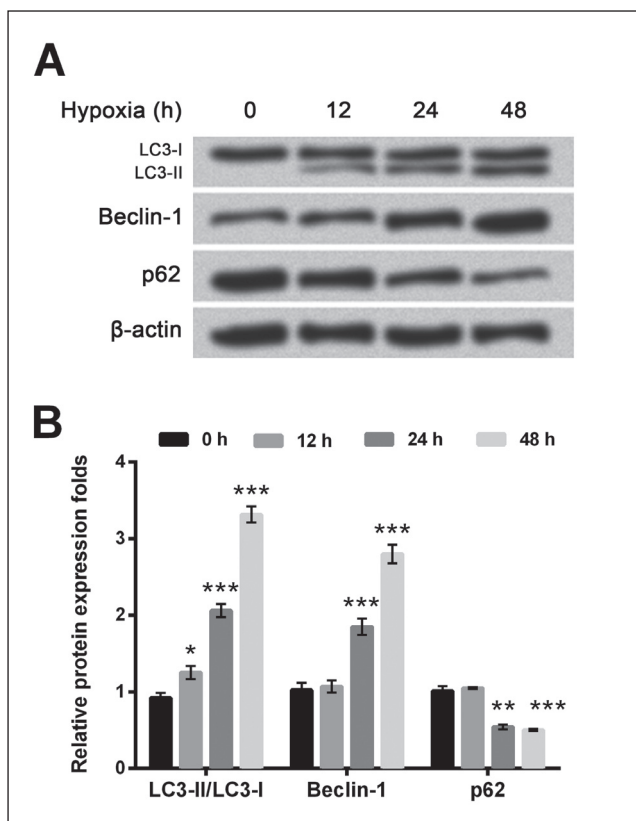 A
Hypoxia (h) 0 12 24 48
LC3-I
LC3-II
Beclin-1
p62
β-actin
B
0 h 12 h 24 h 48 h
Relative protein expression folds
4
3
2
1
0
* *** ***
*** ***
** ***
LC3-II/LC3-I Beclin-1 p62